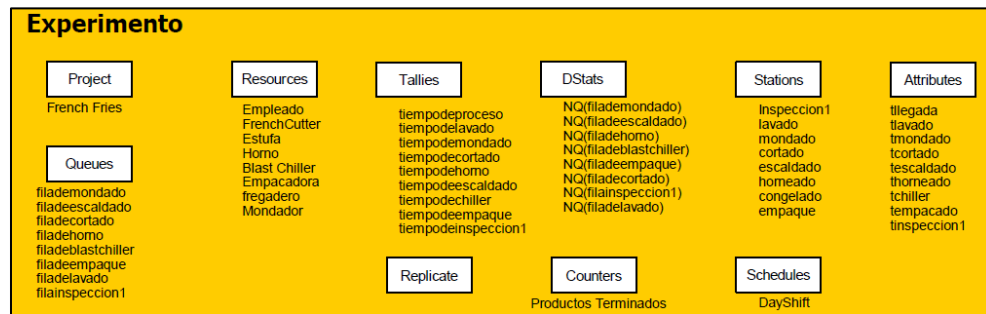 Experimento
Project
French Fries
Queues
filademondado
filadeescaldado
filadecortado
filadehorno
filadeblastchiller
filadeempaque
filadelavado
filainspeccion1
Resources
Empleado
FrenchCutter
Estufa
Horno
Blast Chiller
Empacadora
fregadero
Mondador
Tallies
tiempodeproceso
tiempodelavado
tiempodemondado
tiempodecortado
tiempodehorno
tiempodeescaldado
tiempodechiller
tiempodeempaque
tiempodeinspeccion1
Replicate
DStats
NQ(filademondado)
NQ(filadeescaldado)
NQ(filadehorno)
NQ(filadeblastchiller)
NQ(filadeempaque)
NQ(filadecortado)
NQ(filainspeccion1)
NQ(filadelavado)
Counters
Productos Terminados
Stations
Inspeccion1
lavado
mondado
cortado
escaldado
horneado
congelado
empaque
Schedules
DayShift
Attributes
tllegada
tlavado
tmondado
tcortado
tescaldado
thorneado
tchiller
tempacado
tinspeccion1